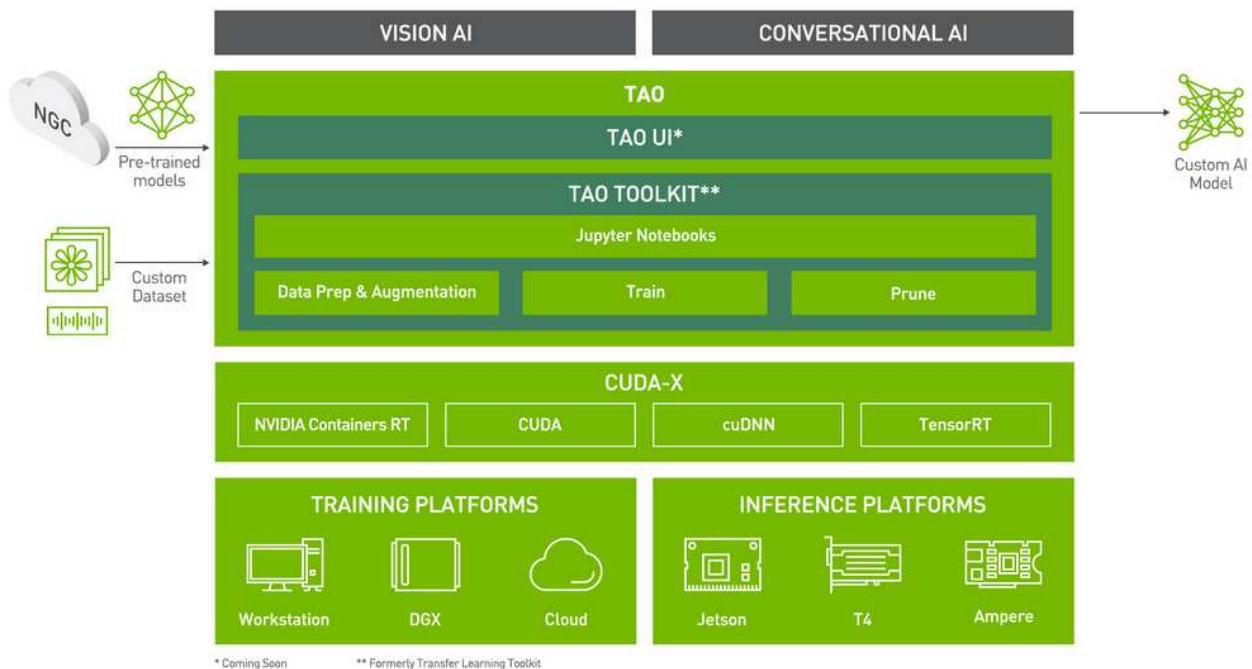 VISION AI
CONVERSATIONAL AI
NGC
Pre-trained
models
Custom
Dataset
TAO
TAO UI*
TAO TOOLKIT**
Jupyter Notebooks
Data Prep & Augmentation
Train
Prune
Custom AI
Model
CUDA-X
NVIDIA Containers RT
CUDA
cuDNN
TensorRT
TRAINING PLATFORMS
Workstation
DGX
Cloud
INFERENCE PLATFORMS
Jetson
T4
Ampere
* Coming Soon
** Formerly Transfer Learning Toolkit